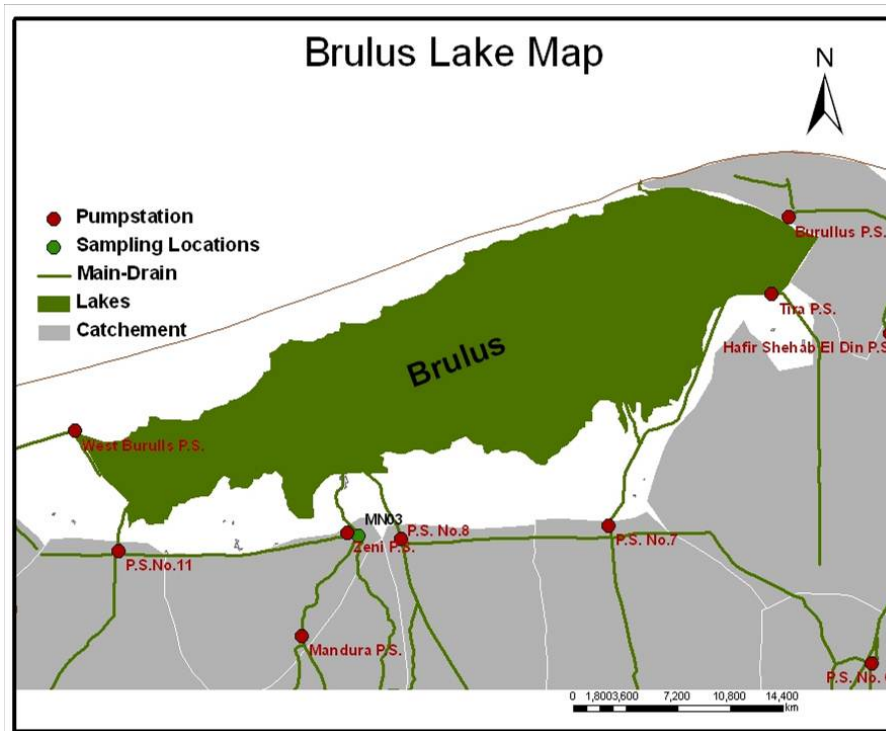 Brulus Lake Map
N
Pumpstation
Sampling Locations
Main-Drain
Lakes
Catchement
Burullus P.S.
Tira P.S.
Hafir Shehâb El Din P.S
Brulus
West Burulls P.S.
MN03
Zeni P.S.
P.S. No.8
P.S. No.7
P.S.No.11
Mandura P.S.
P.S. No.
0 1,8003,600 7,200 10,800 14,400
km